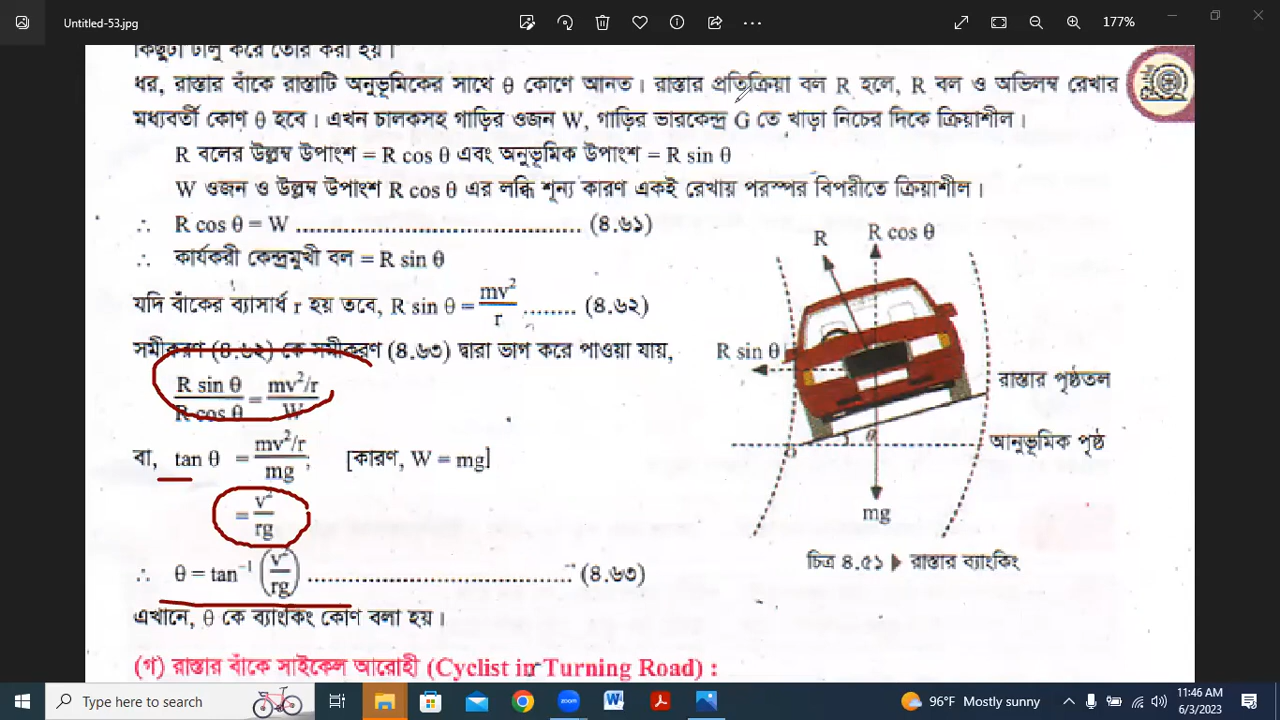 Untitled-53.jpg
177%
কিছুটা ঢালু করে তৈরি করা হয়।
ধর, রাস্তার বাঁকে রাস্তাটি অনুভূমিকের সাথে θ কোণে আনত। রাস্তার প্রতিক্রিয়া বল R হলে, R বল ও অভিলম্ব রেখার
মধ্যবর্তী কোণ θ হবে। এখন চালকসহ গাড়ির ওজন W, গাড়ির ভারকেন্দ্র G তে খাড়া নিচের দিকে ক্রিয়াশীল।
R বলের উল্লম্ব উপাংশ = R cos θ এবং অনুভূমিক উপাংশ = R sin θ
W ওজন ও উল্লম্ব উপাংশ R cos θ এর লব্ধি শূন্য কারণ একই রেখায় পরস্পর বিপরীতে ক্রিয়াশীল।
∴ R cos θ = W .......................................... (৪.৬১)
∴ কার্যকরী কেন্দ্রমুখী বল = R sin θ
যদি বাঁকের ব্যাসার্ধ r হয় তবে, R sin θ = mv²/r ........ (৪.৬২)
সমীকরণ (৪.৬২) কে সমীকরণ (৪.৬৩) দ্বারা ভাগ করে পাওয়া যায়,
R sin θ / R cos θ = mv²/r / W
বা, tan θ = mv²/r / mg ; [কারণ, W = mg]
= v²/rg
∴ θ = tan⁻¹ (v²/rg) ....................................... (৪.৬৩)
এখানে, θ কে ব্যাংকিং কোণ বলা হয়।
(গ) রাস্তার বাঁকে সাইকেল আরোহী (Cyclist in Turning Road) :
R
R cos θ
R sin θ
রাস্তার পৃষ্ঠতল
θ
আনুভূমিক পৃষ্ঠ
mg
চিত্র ৪.৫১ ▶ রাস্তার ব্যাংকিং
Type here to search
zoom
96°F Mostly sunny
11:46 AM
6/3/2023